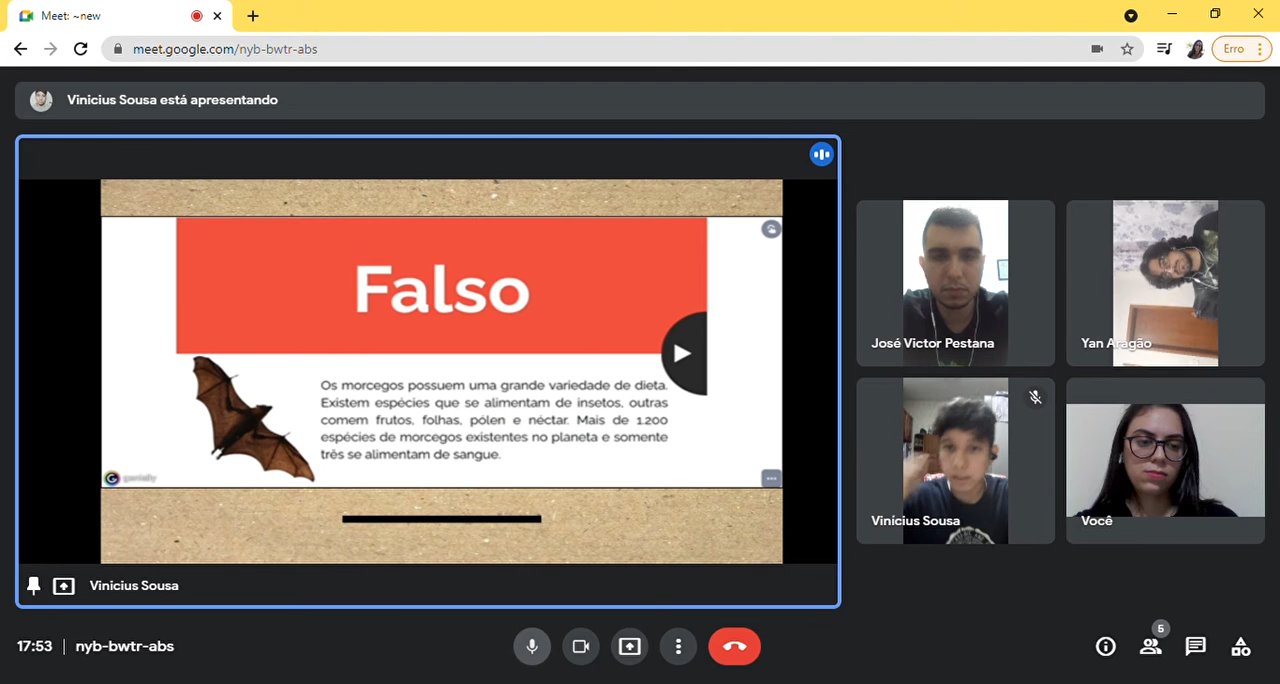 Meet: ~new
meet.google.com/nyb-bwtr-abs
Erro
Vinicius Sousa está apresentando
Falso
Os morcegos possuem uma grande variedade de dieta.
Existem espécies que se alimentam de insetos, outras
comem frutos, folhas, pólen e néctar. Mais de 1.200
espécies de morcegos existentes no planeta e somente
três se alimentam de sangue.
genially
Vinicius Sousa
José Victor Pestana
Yan Aragão
Vinícius Sousa
Você
17:53
nyb-bwtr-abs
5